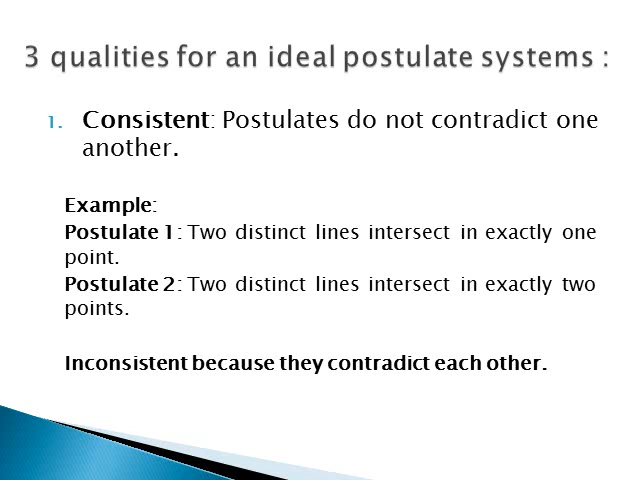 3 qualities for an ideal postulate systems :
1. Consistent: Postulates do not contradict one
another.
Example:
Postulate 1: Two distinct lines intersect in exactly one
point.
Postulate 2: Two distinct lines intersect in exactly two
points.
Inconsistent because they contradict each other.